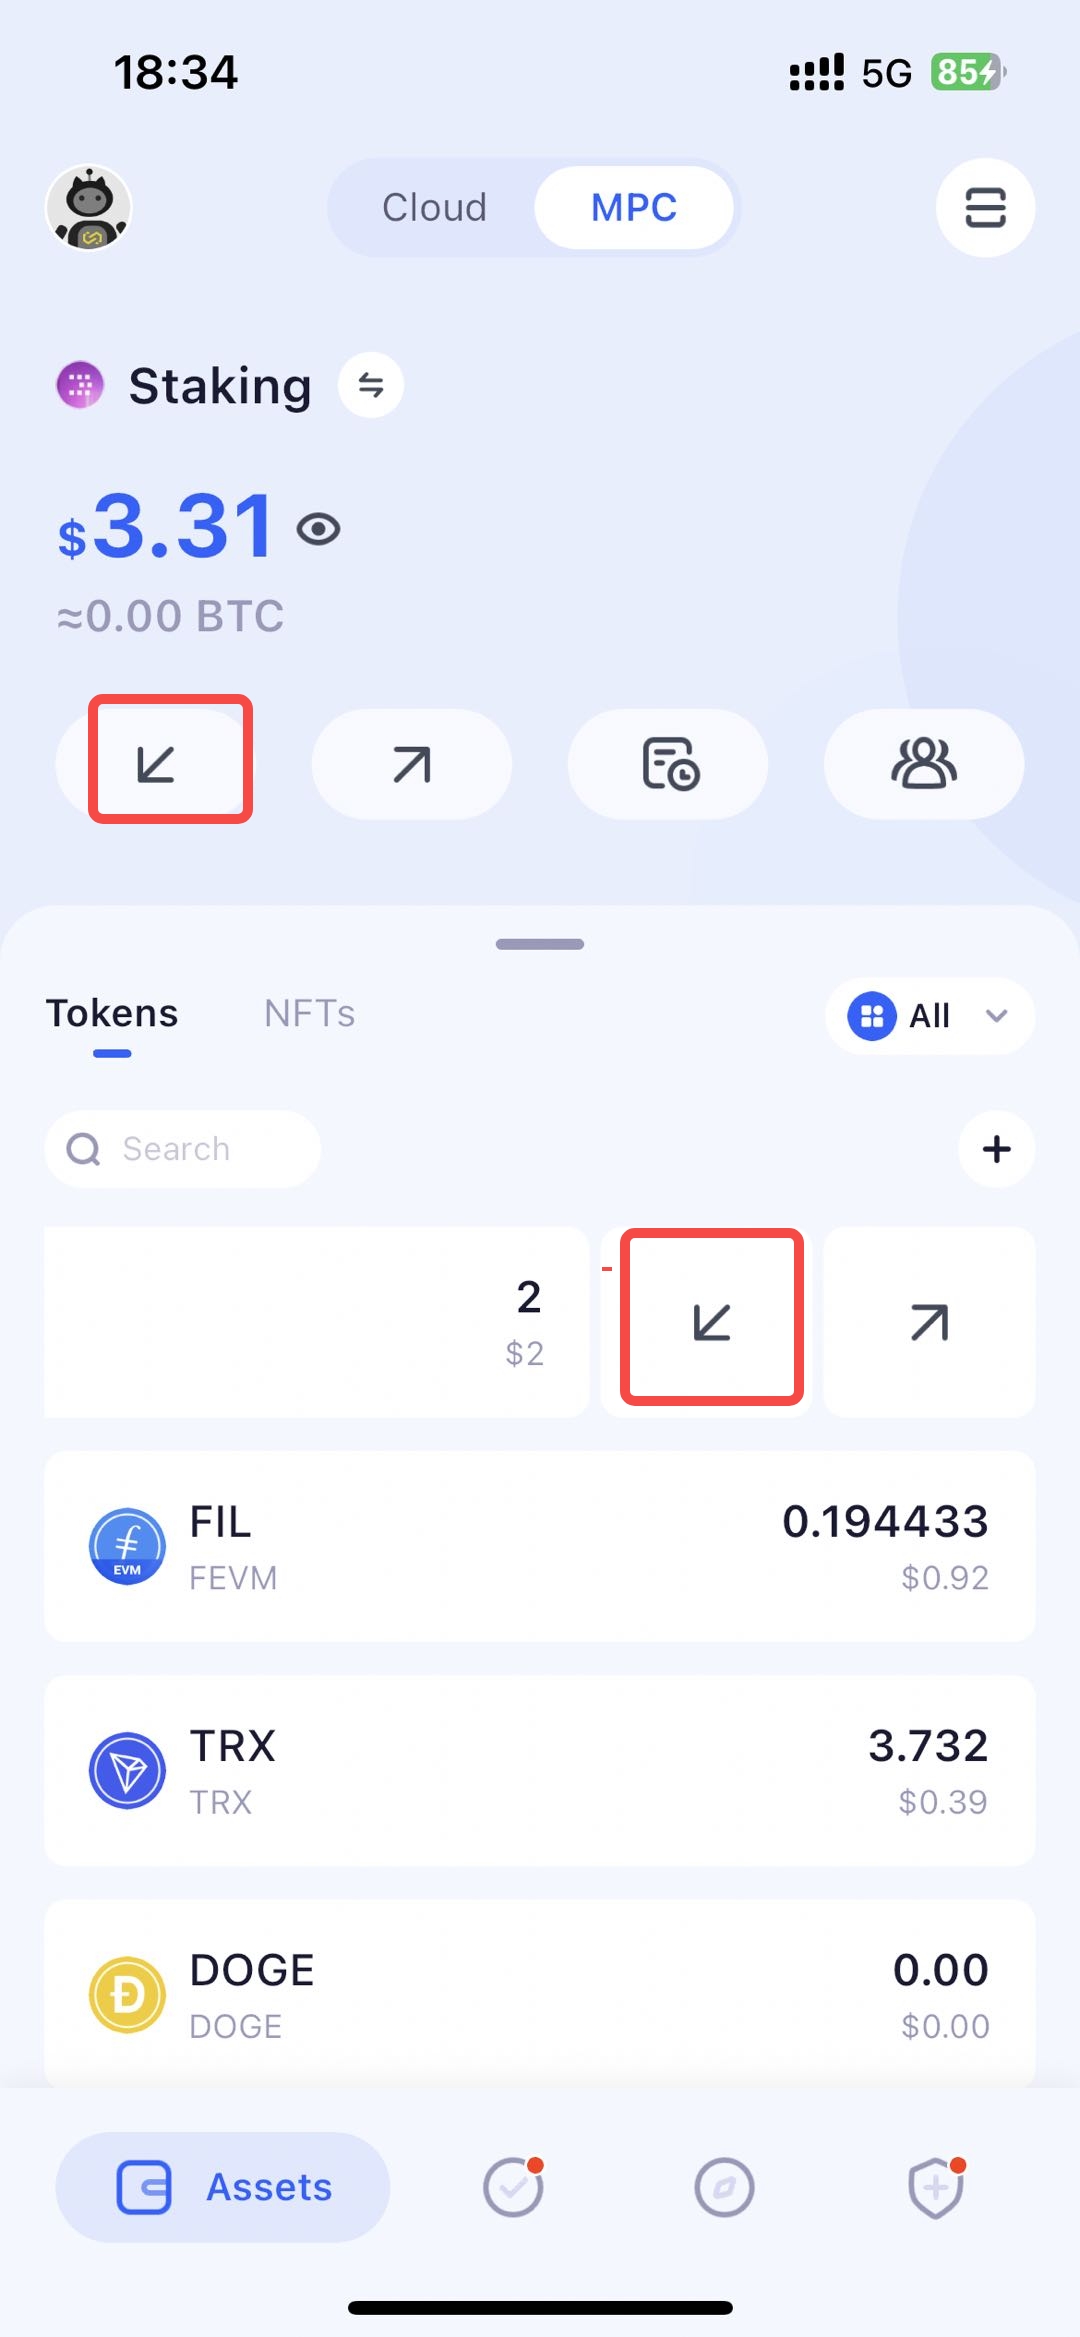 18:34
5G 85
Cloud MPC
Staking
$3.31
≈0.00 BTC
Tokens NFTs All
Search
2
$2
FIL 0.194433
EVM
FEVM $0.92
TRX 3.732
TRX $0.39
DOGE 0.00
DOGE $0.00
Assets